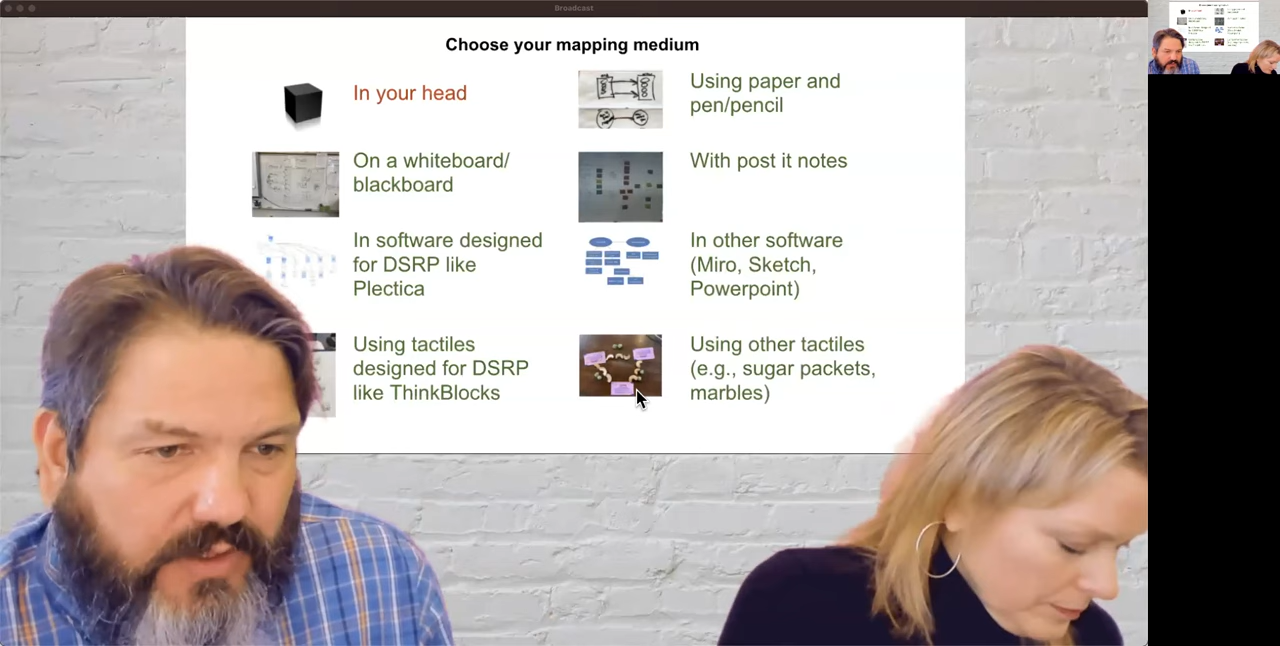 Broadcast
Choose your mapping medium
In your head
Using paper and
pen/pencil
On a whiteboard/
blackboard
With post it notes
In software designed
for DSRP like
Plectica
In other software
(Miro, Sketch,
Powerpoint)
Using tactiles
designed for DSRP
like ThinkBlocks
Using other tactiles
(e.g., sugar packets,
marbles)